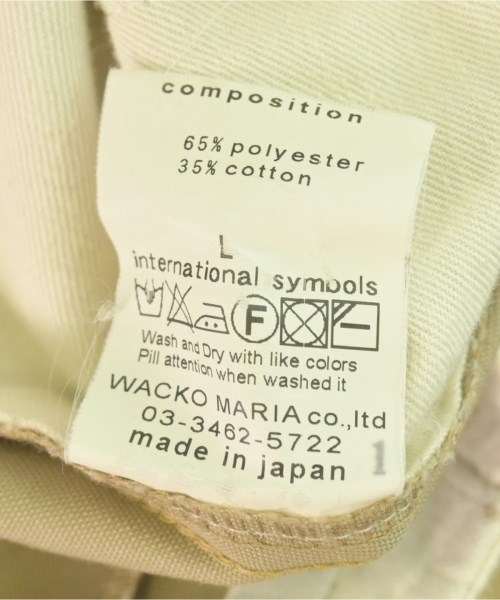 composition
65% polyester
35% cotton
L
international symbols
F
Wash and Dry with like colors
Pill attention when washed it
WACKO MARIA co.,ltd
03-3462-5722
made in japan